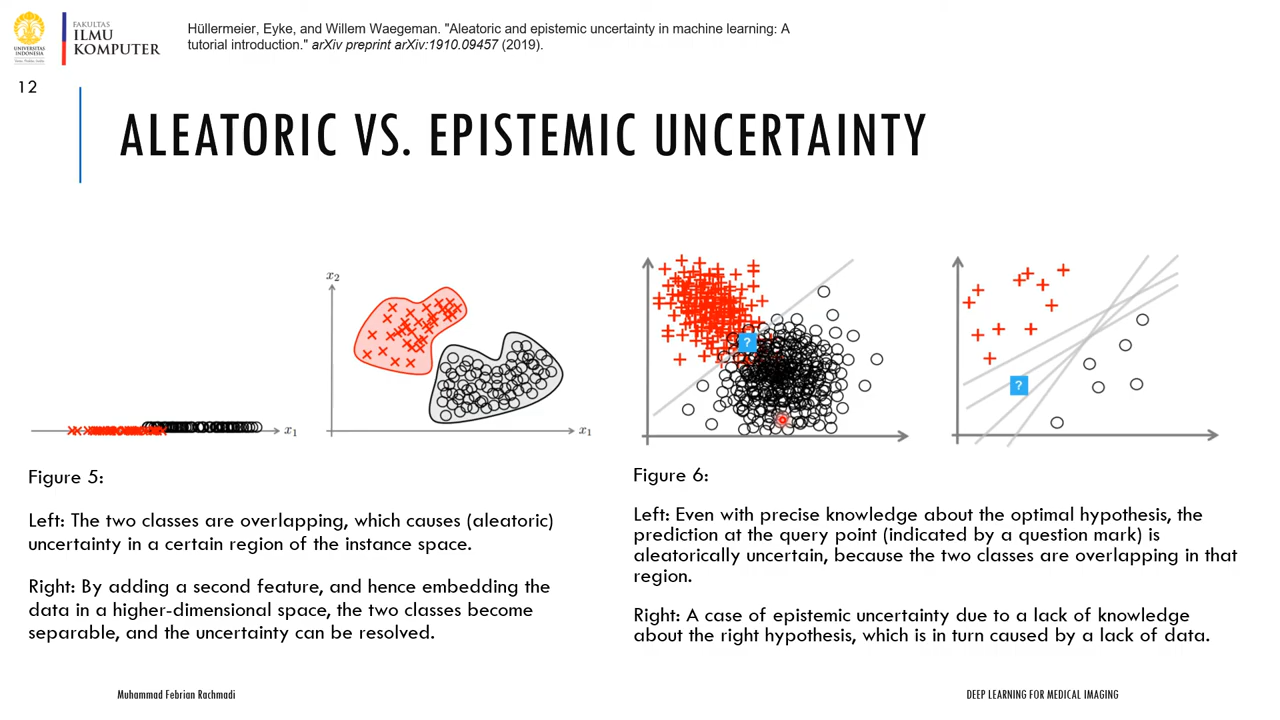 UNIVERSITAS
INDONESIA
FAKULTAS
ILMU
KOMPUTER
Hüllermeier, Eyke, and Willem Waegeman. "Aleatoric and epistemic uncertainty in machine learning: A
tutorial introduction." arXiv preprint arXiv:1910.09457 (2019).
12
ALEATORIC VS. EPISTEMIC UNCERTAINTY
x₁
x₂
x₁
?
?
Figure 5:
Left: The two classes are overlapping, which causes (aleatoric)
uncertainty in a certain region of the instance space.
Right: By adding a second feature, and hence embedding the
data in a higher-dimensional space, the two classes become
separable, and the uncertainty can be resolved.
Figure 6:
Left: Even with precise knowledge about the optimal hypothesis, the
prediction at the query point (indicated by a question mark) is
aleatorically uncertain, because the two classes are overlapping in that
region.
Right: A case of epistemic uncertainty due to a lack of knowledge
about the right hypothesis, which is in turn caused by a lack of data.
Muhammad Febrian Rachmadi
DEEP LEARNING FOR MEDICAL IMAGING